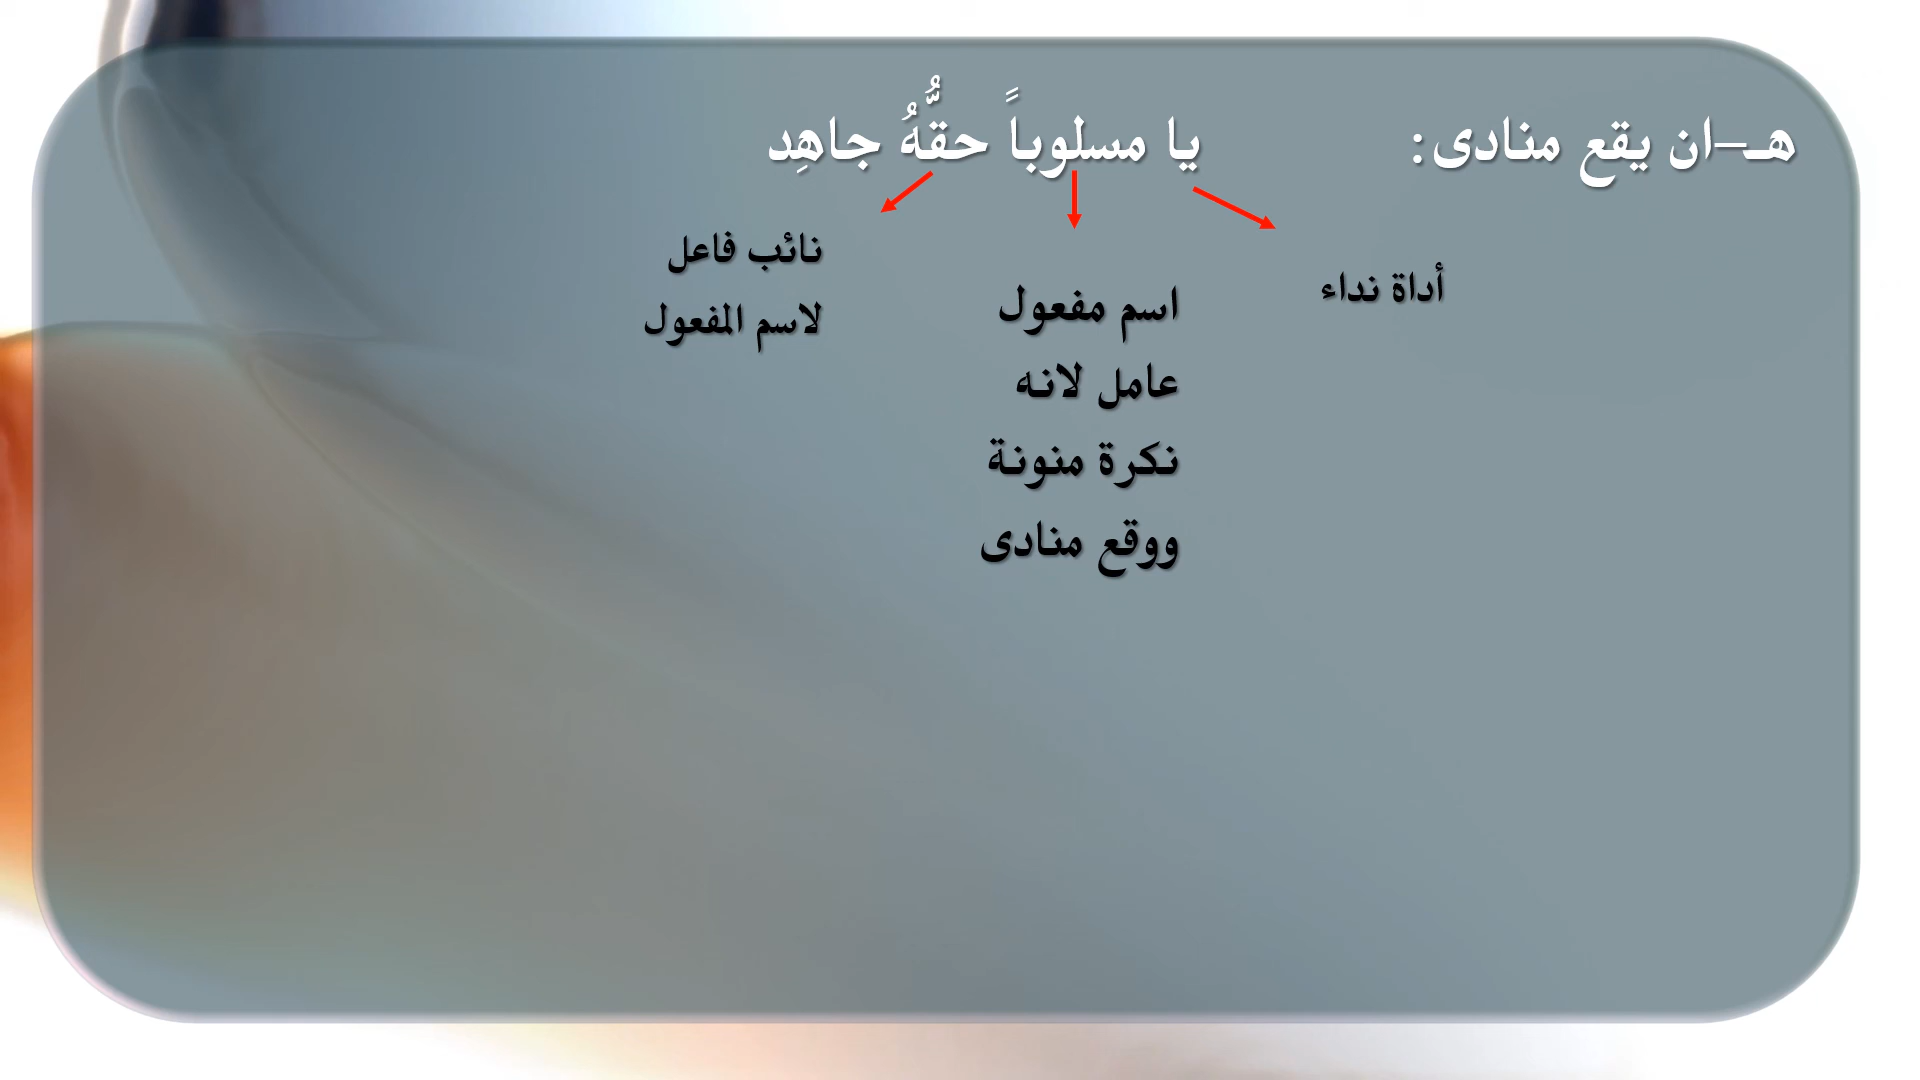 هـ–ان يقع منادى: يا مسلوباً حقهُّ جاهِد
أداة نداء
اسم مفعول
عامل لانه
نكرة منونة
ووقع منادى
نائب فاعل
لاسم المفعول